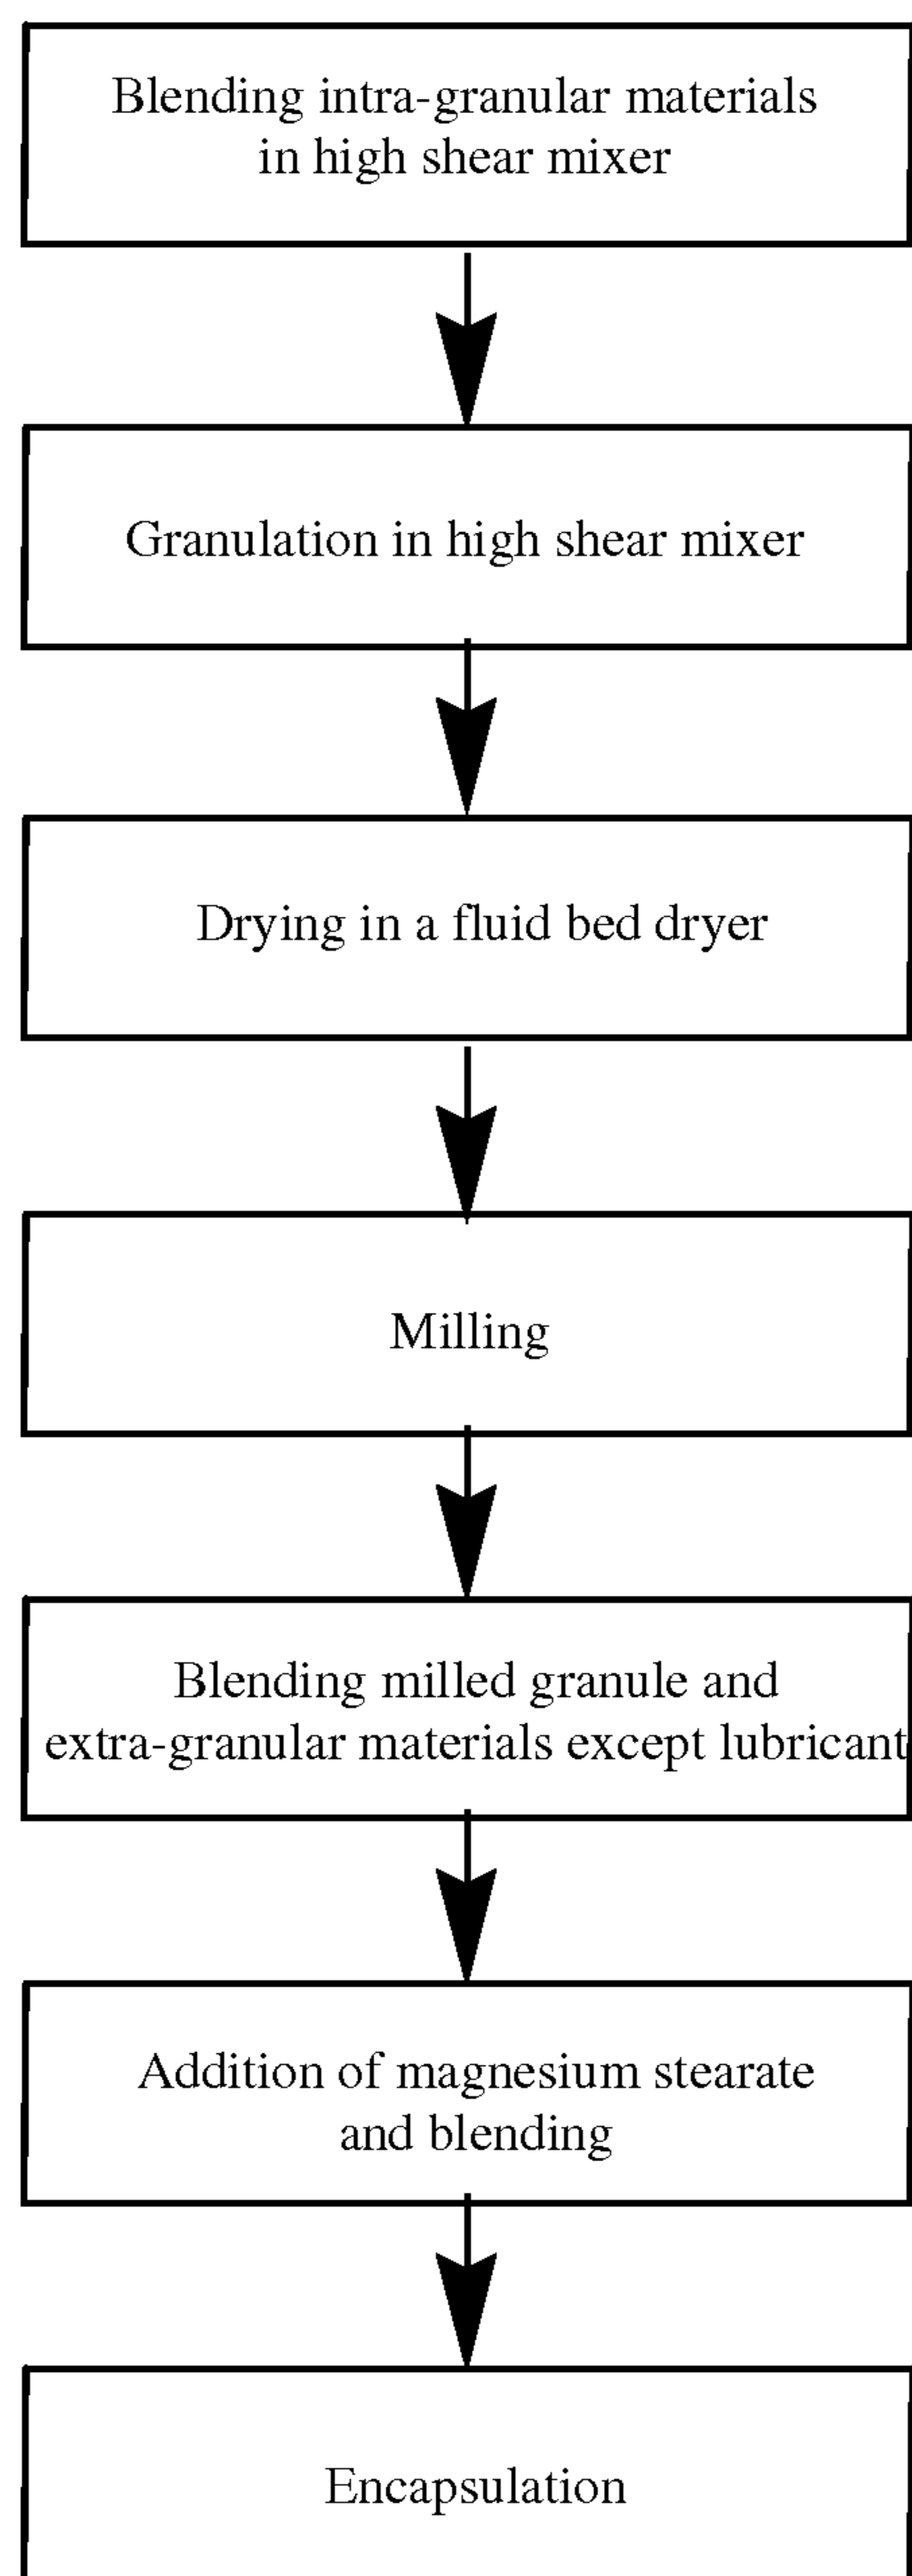 Blending intra-granular materials
in high shear mixer
Granulation in high shear mixer
Drying in a fluid bed dryer
Milling
Blending milled granule and
extra-granular materials except lubricant
Addition of magnesium stearate
and blending
Encapsulation